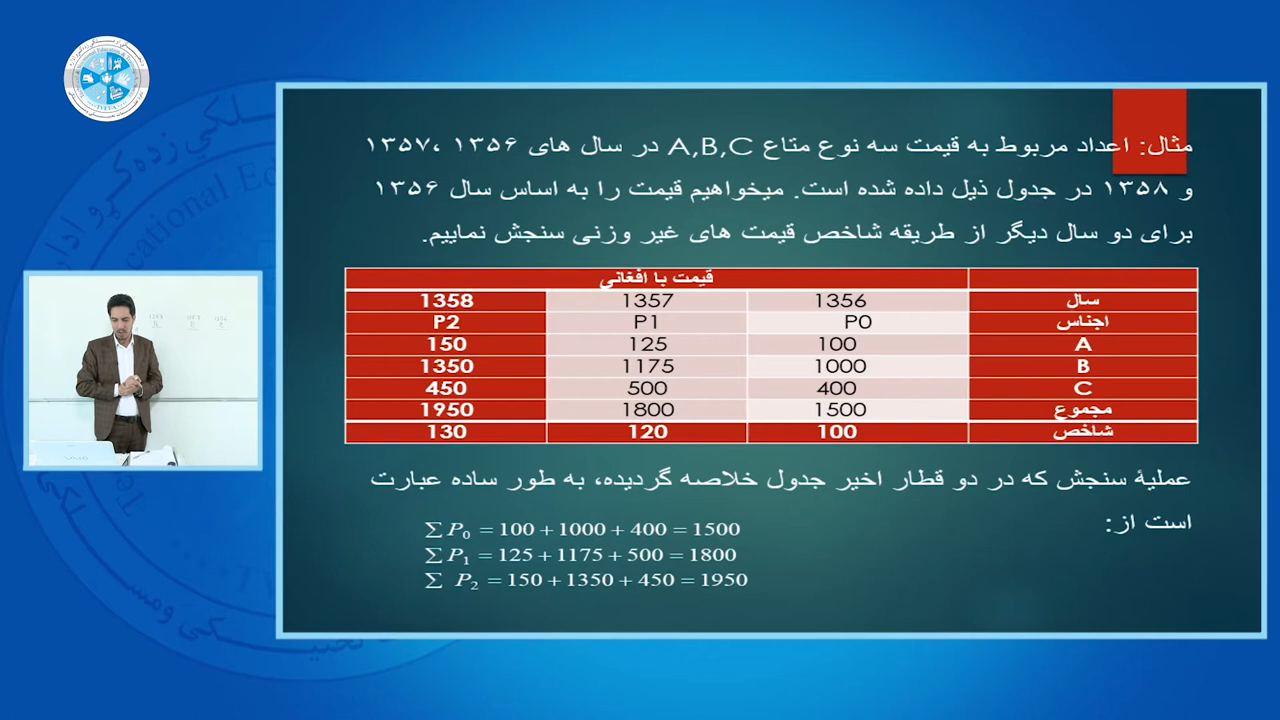 مثال: اعداد مربوط به قیمت سه نوع متاع A,B,C در سال های ۱۳۵۶ ،۱۳۵۷
و ۱۳۵۸ در جدول ذیل داده شده است. میخواهیم قیمت را به اساس سال ۱۳۵۶
برای دو سال دیگر از طریقه شاخص قیمت های غیر وزنی سنجش نماییم.
قیمت با افغانی
سال 1356 1357 1358
اجناس P0 P1 P2
A 100 125 150
B 1000 1175 1350
C 400 500 450
مجموع 1500 1800 1950
شاخص 100 120 130
عملیۀ سنجش که در دو قطار اخیر جدول خلاصه گردیده، به طور ساده عبارت
است از:
∑ P₀ = 100 + 1000 + 400 = 1500
∑ P₁ = 125 + 1175 + 500 = 1800
∑ P₂ = 150 + 1350 + 450 = 1950